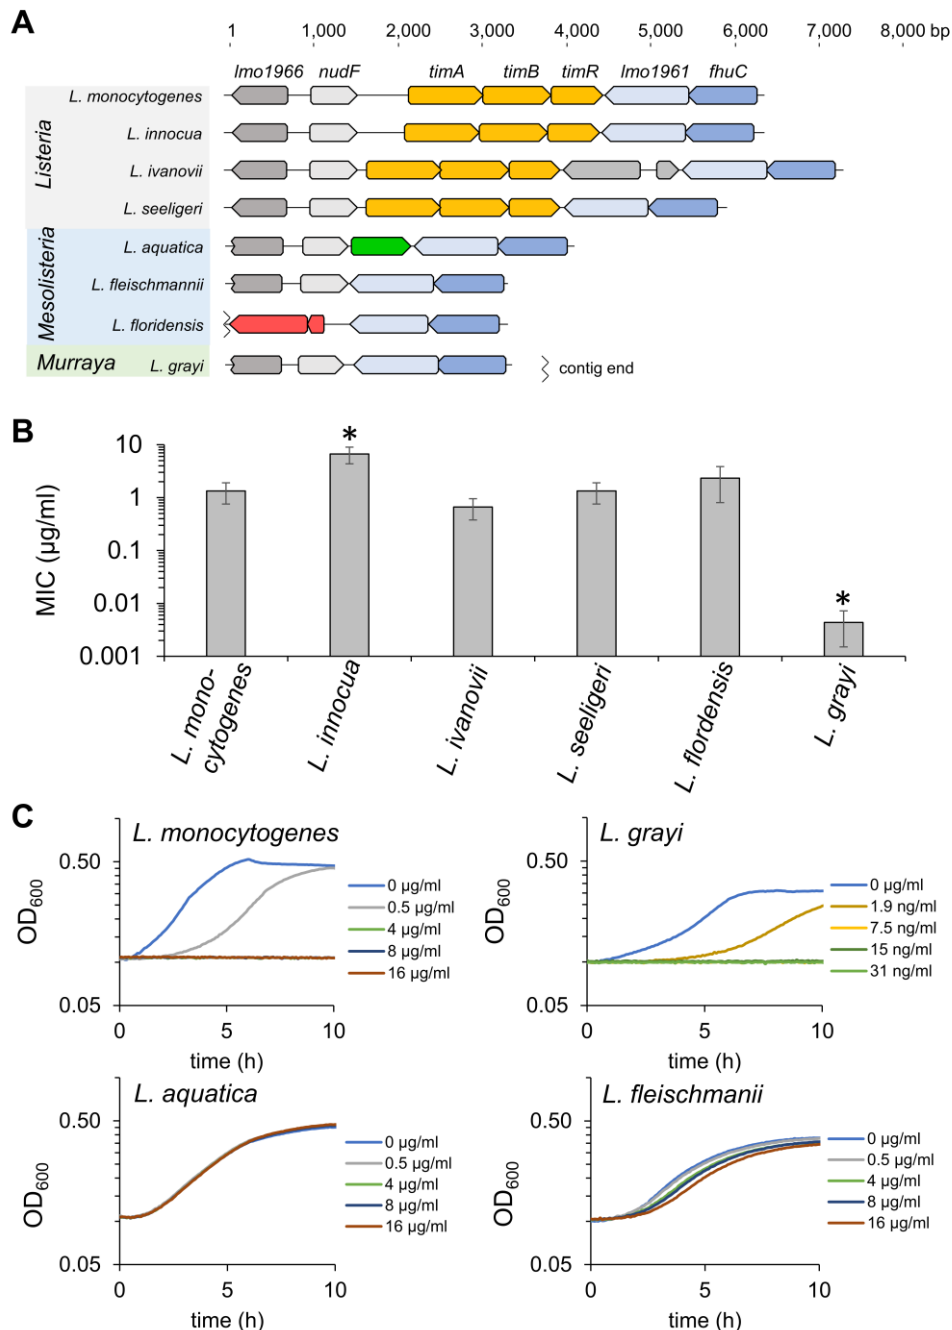 A
1 1,000 2,000 3,000 4,000 5,000 6,000 7,000 8,000 bp
lmo1966 nudF timA timB timR lmo1961 fhuC
Listeria
L. monocytogenes
L. innocua
L. ivanovii
L. seeligeri
Mesolisteria
L. aquatica
L. fleischmannii
L. floridensis
Murraya L. grayi contig end
B
MIC (µg/ml)
10
1
0.1
0.01
0.001
* *
L. mono-
cytogenes
L. innocua
L. ivanovii
L. seeligeri
L. flordensis
L. grayi
C
L. monocytogenes
OD600
0.50
0.05
0 5 10
time (h)
0 µg/ml
0.5 µg/ml
4 µg/ml
8 µg/ml
16 µg/ml
L. grayi
OD600
0.50
0.05
0 5 10
time (h)
0 µg/ml
1.9 ng/ml
7.5 ng/ml
15 ng/ml
31 ng/ml
L. aquatica
OD600
0.50
0.05
0 5 10
time (h)
0 µg/ml
0.5 µg/ml
4 µg/ml
8 µg/ml
16 µg/ml
L. fleischmanii
OD600
0.50
0.05
0 5 10
time (h)
0 µg/ml
0.5 µg/ml
4 µg/ml
8 µg/ml
16 µg/ml